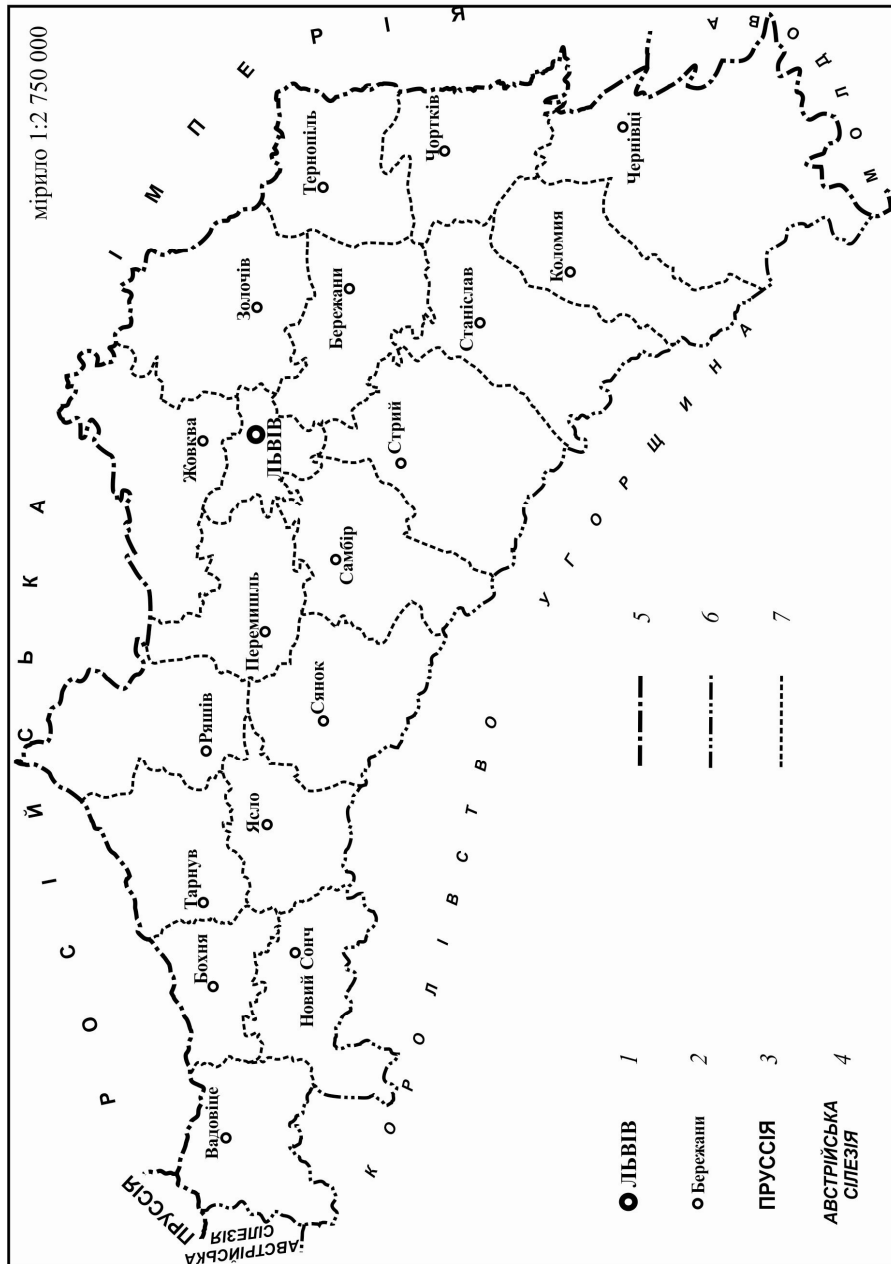 мірило 1:2 750 000
РОСІЙСЬКА ІМПЕРІЯ
ПРУССІЯ
АВСТРІЙСЬКА
СІЛЕЗІЯ
КОРОЛІВСТВО УГОРЩИНА
МОЛДОВА
Вадовіце
Бохня
Тарнув
Новий Сонч
Ясло
Ряшів
Сянок
Перемишль
Самбір
Жовква
ЛЬВІВ
Стрий
Золочів
Бережани
Станіслав
Коломия
Тернопіль
Чортків
Чернівці
ЛЬВІВ 1
Бережани 2
ПРУССІЯ 3
АВСТРІЙСЬКА
СІЛЕЗІЯ 4
5
6
7